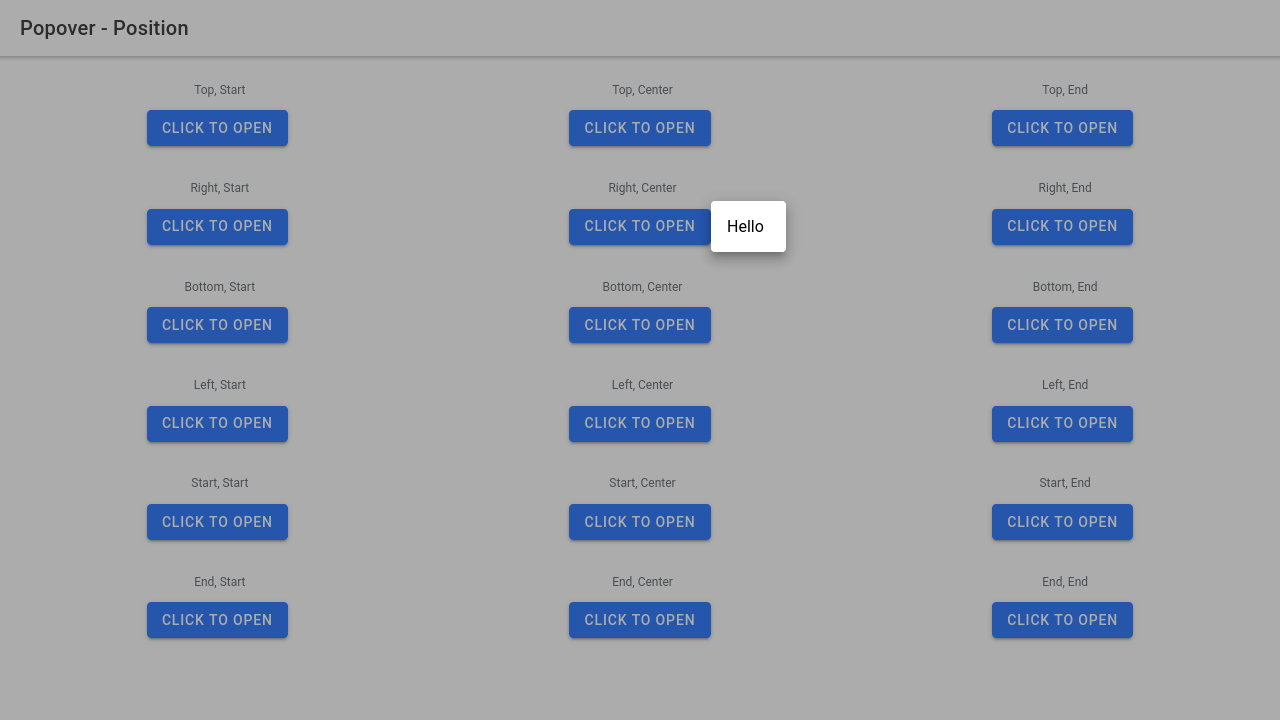 Popover - Position
Top, Start
Top, Center
Top, End
CLICK TO OPEN
CLICK TO OPEN
CLICK TO OPEN
Right, Start
Right, Center
Right, End
CLICK TO OPEN
CLICK TO OPEN
Hello
CLICK TO OPEN
Bottom, Start
Bottom, Center
Bottom, End
CLICK TO OPEN
CLICK TO OPEN
CLICK TO OPEN
Left, Start
Left, Center
Left, End
CLICK TO OPEN
CLICK TO OPEN
CLICK TO OPEN
Start, Start
Start, Center
Start, End
CLICK TO OPEN
CLICK TO OPEN
CLICK TO OPEN
End, Start
End, Center
End, End
CLICK TO OPEN
CLICK TO OPEN
CLICK TO OPEN